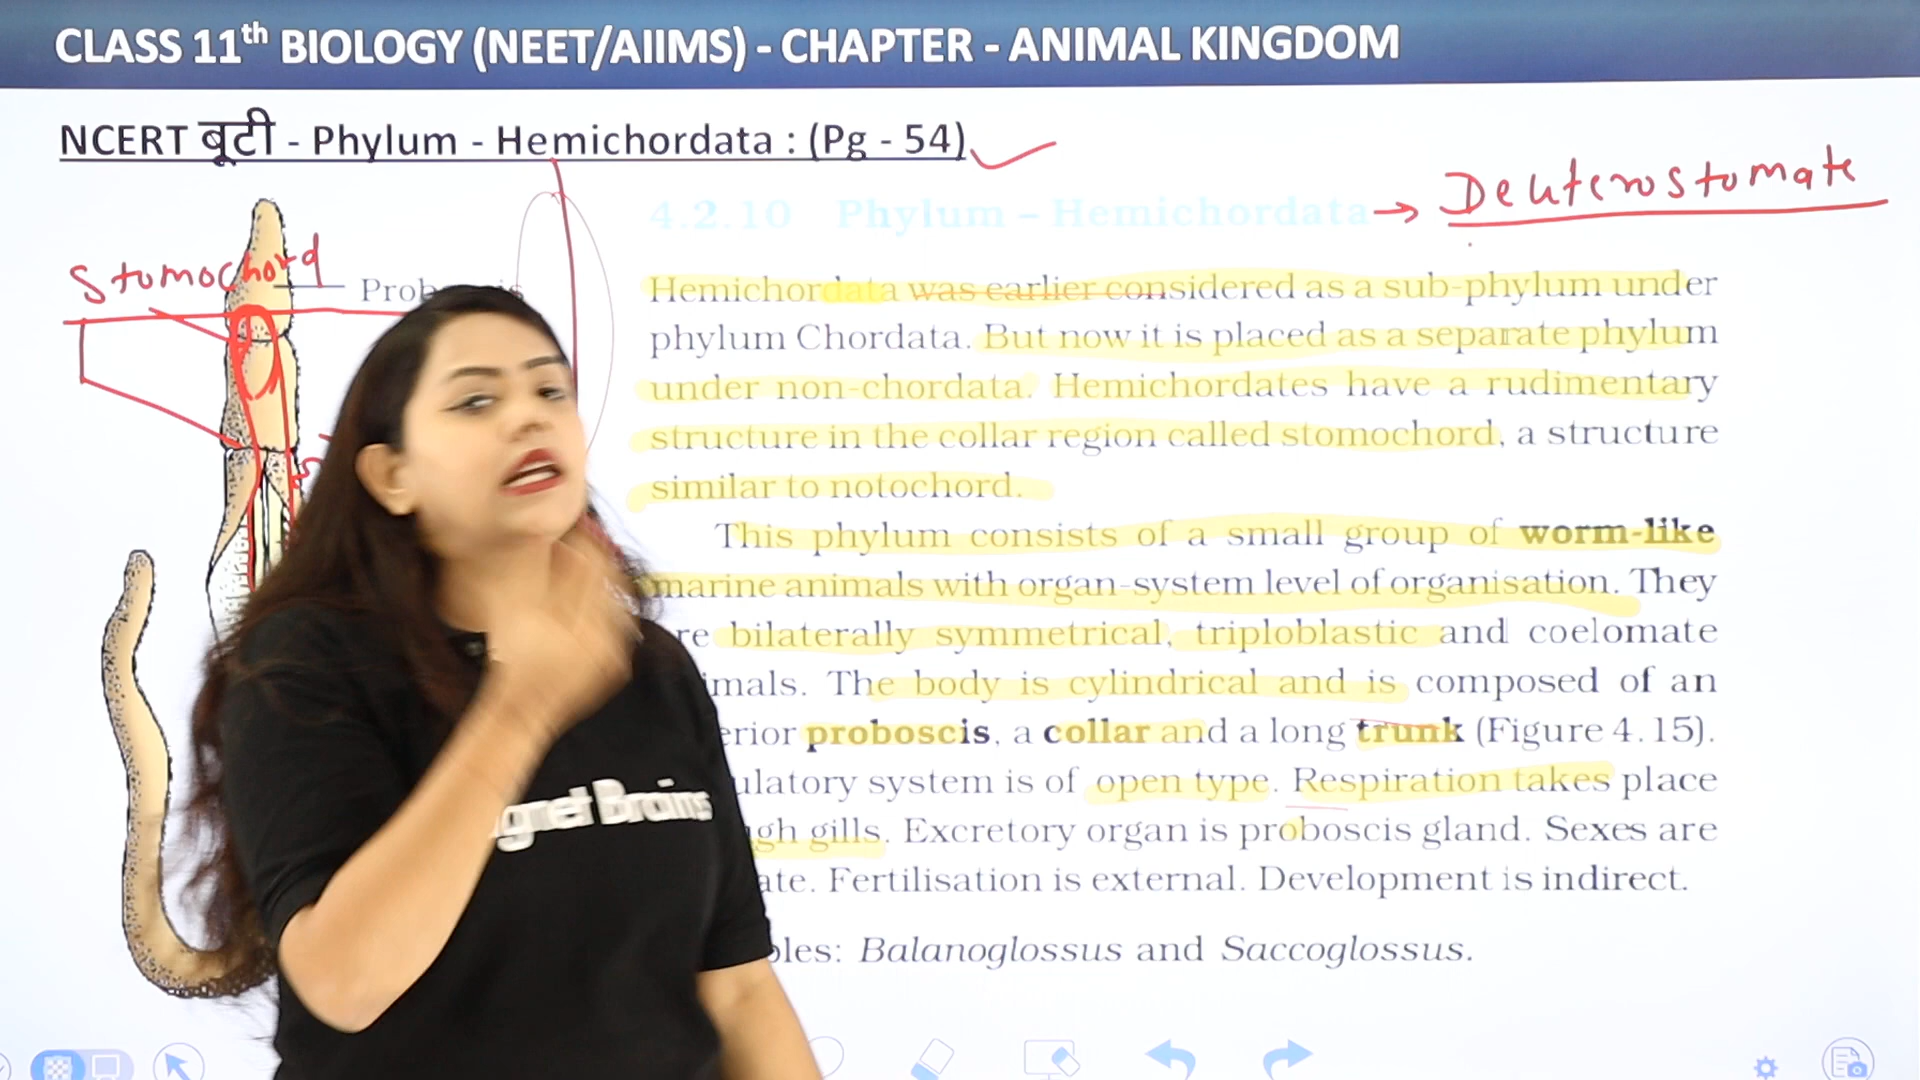 CLASS 11th BIOLOGY (NEET/AIIMS) - CHAPTER - ANIMAL KINGDOM
NCERT बूटी - Phylum - Hemichordata : (Pg - 54)
Deuterostomate
4.2.10 Phylum – Hemichordata
Stomochord
Hemichordata was earlier considered as a sub-phylum under
phylum Chordata. But now it is placed as a separate phylum
under non-chordata. Hemichordates have a rudimentary
structure in the collar region called stomochord, a structure
similar to notochord.
This phylum consists of a small group of worm-like
marine animals with organ-system level of organisation. They
bilaterally symmetrical, triploblastic and coelomate
The body is cylindrical and is composed of an
proboscis, a collar and a long trunk (Figure 4.15).
system is of open type. Respiration takes place
gills. Excretory organ is proboscis gland. Sexes are
Fertilisation is external. Development is indirect.
Balanoglossus and Saccoglossus.
Brains